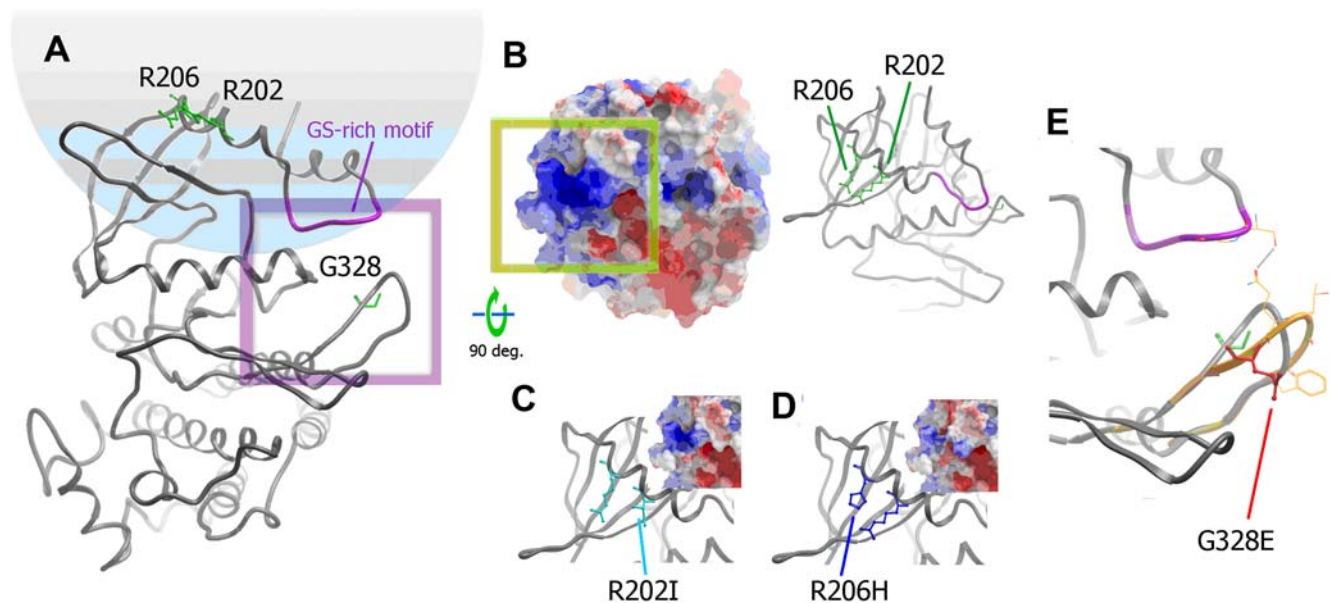 A
R206
R202
GS-rich motif
G328
B
90 deg.
R206
R202
C
R202I
D
R206H
E
G328E